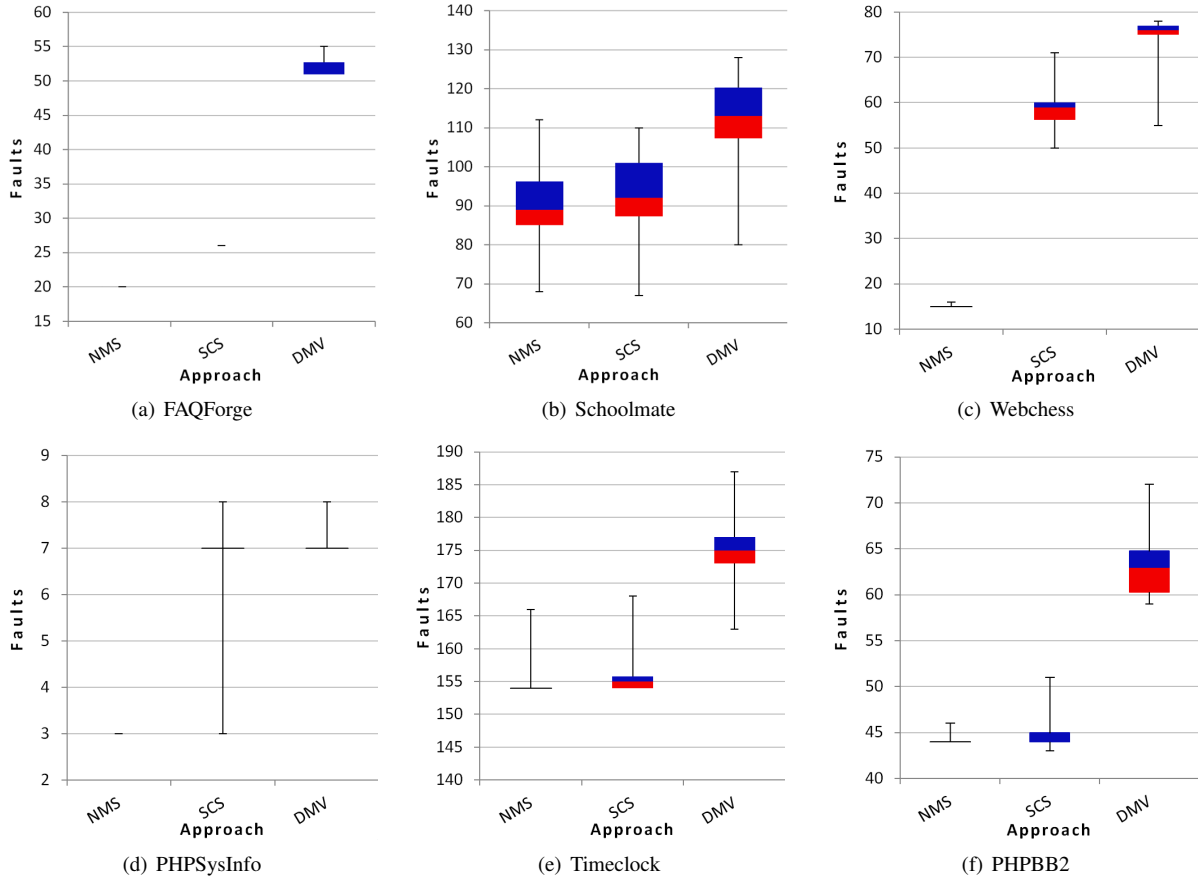 60
55
50
45
40
35
30
25
20
15
Faults
NMS
SCS
DMV
Approach
(a) FAQForge
140
130
120
110
100
90
80
70
60
Faults
NMS
SCS
DMV
Approach
(b) Schoolmate
80
70
60
50
40
30
20
10
Faults
NMS
SCS
DMV
Approach
(c) Webchess
9
8
7
6
5
4
3
2
Faults
NMS
SCS
DMV
Approach
(d) PHPSysInfo
190
185
180
175
170
165
160
155
150
145
140
Faults
NMS
SCS
DMV
Approach
(e) Timeclock
75
70
65
60
55
50
45
40
Faults
NMS
SCS
DMV
Approach
(f) PHPBB2